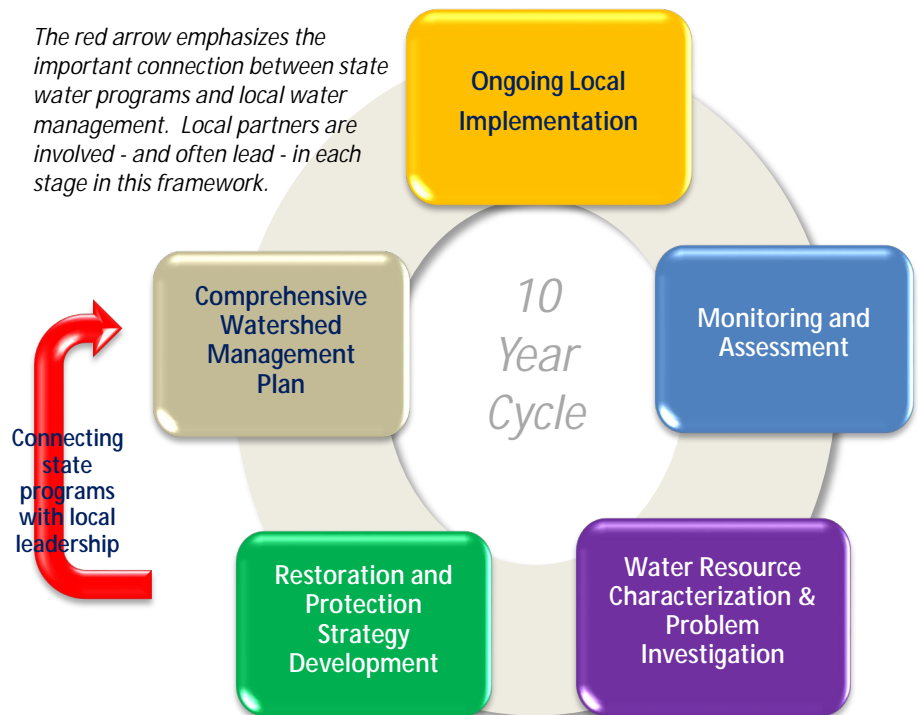 The red arrow emphasizes the
important connection between state
water programs and local water
management. Local partners are
involved - and often lead - in each
stage in this framework.
Ongoing Local
Implementation
Monitoring and
Assessment
Water Resource
Characterization &
Problem
Investigation
Restoration and
Protection
Strategy
Development
Comprehensive
Watershed
Management
Plan
Connecting
state
programs
with local
leadership
10
Year
Cycle